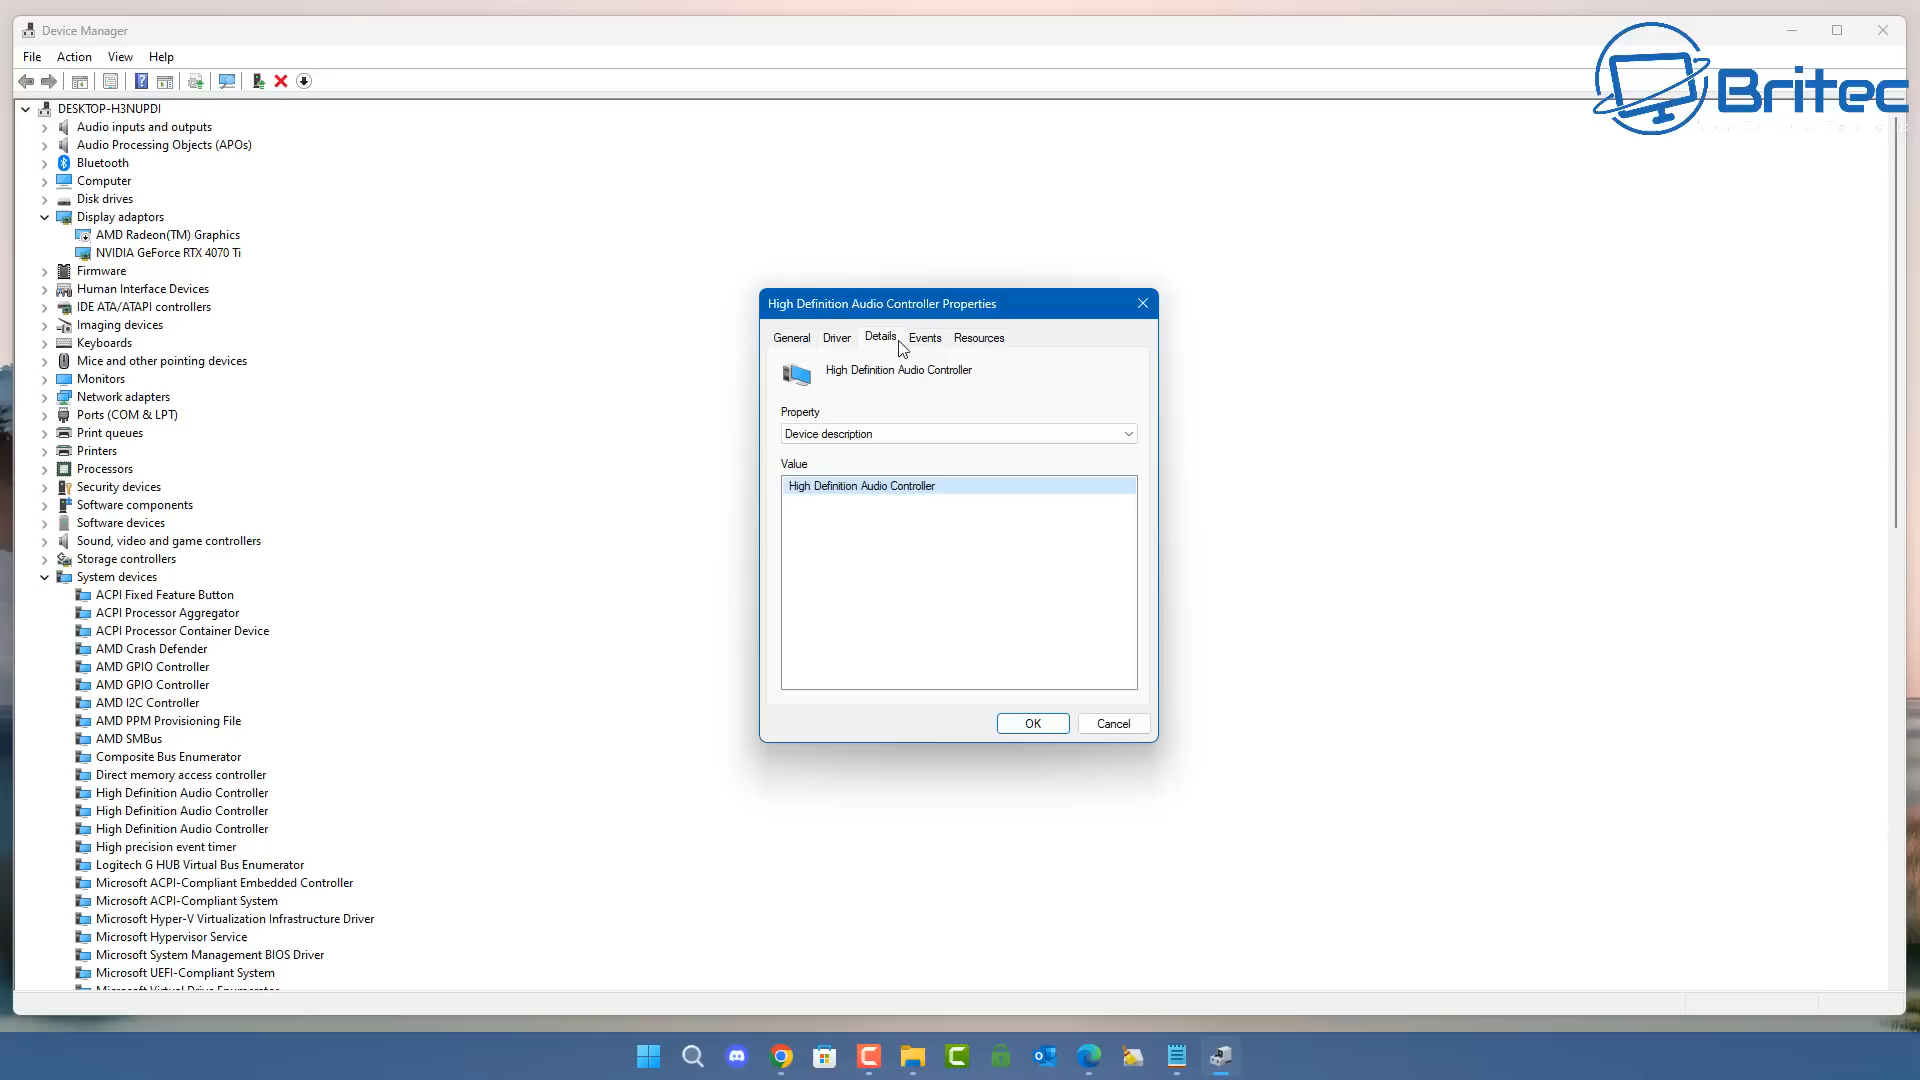 Device Manager
File Action View Help
DESKTOP-H3NUPDI
Audio inputs and outputs
Audio Processing Objects (APOs)
Bluetooth
Computer
Disk drives
Display adaptors
AMD Radeon(TM) Graphics
NVIDIA GeForce RTX 4070 Ti
Firmware
Human Interface Devices
IDE ATA/ATAPI controllers
Imaging devices
Keyboards
Mice and other pointing devices
Monitors
Network adapters
Ports (COM & LPT)
Print queues
Printers
Processors
Security devices
Software components
Software devices
Sound, video and game controllers
Storage controllers
System devices
ACPI Fixed Feature Button
ACPI Processor Aggregator
ACPI Processor Container Device
AMD Crash Defender
AMD GPIO Controller
AMD GPIO Controller
AMD I2C Controller
AMD PPM Provisioning File
AMD SMBus
Composite Bus Enumerator
Direct memory access controller
High Definition Audio Controller
High Definition Audio Controller
High Definition Audio Controller
High precision event timer
Logitech G HUB Virtual Bus Enumerator
Microsoft ACPI-Compliant Embedded Controller
Microsoft ACPI-Compliant System
Microsoft Hyper-V Virtualization Infrastructure Driver
Microsoft Hypervisor Service
Microsoft System Management BIOS Driver
Microsoft UEFI-Compliant System
Microsoft Virtual Drive Enumerator
High Definition Audio Controller Properties
General Driver Details Events Resources
High Definition Audio Controller
Property
Device description
Value
High Definition Audio Controller
OK Cancel
Britec